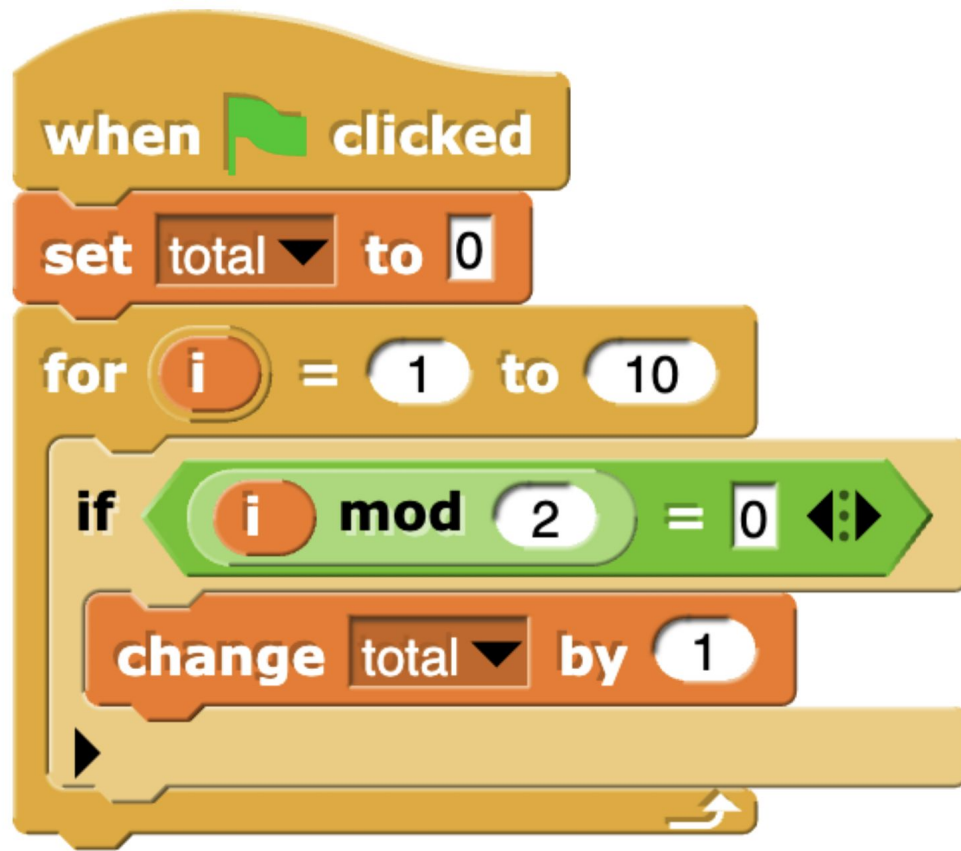 when clicked
set total to 0
for i = 1 to 10
if i mod 2 = 0
change total by 1